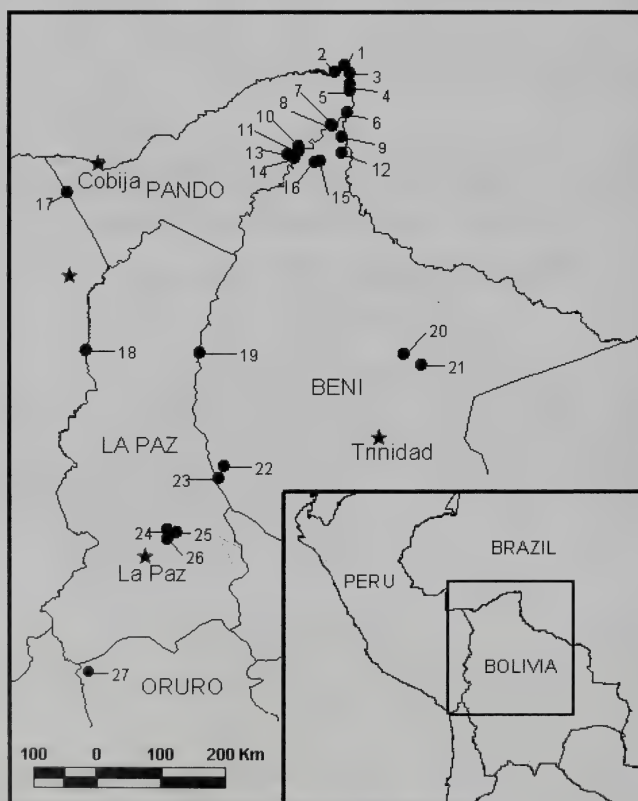 1
2
3
4
5
6
7
8
9
10
11
12
13
14
15
16
Cobija
PANDO
17
18
19
20
21
BENI
Trinidad
LA PAZ
22
23
24
25
26
La Paz
27
ORURO
100 0 100 200 Km
BRAZIL
PERU
BOLIVIA